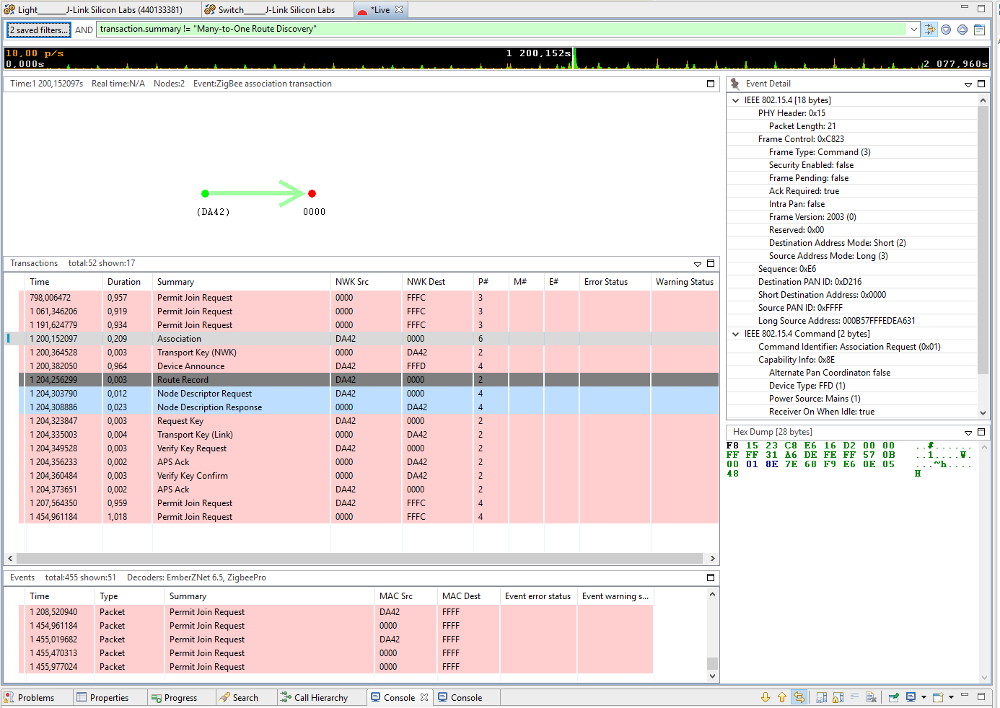 Light_______J-Link Silicon Labs (440133381)
Switch_____J-Link Silicon Labs
*Live
2 saved filters...
AND
transaction.summary != "Many-to-One Route Discovery"
18,00 p/s
1 200,152s
0,000s
2 077,960s
Time:1 200,152097s Real time:N/A Nodes:2 Event:ZigBee association transaction
(DA42)
0000
Transactions total:52 shown:17
Time Duration Summary NWK Src NWK Dest P# M# E# Error Status Warning Status
798,006472 0,957 Permit Join Request 0000 FFFC 3
1 061,346206 0,919 Permit Join Request 0000 FFFC 3
1 191,624779 0,934 Permit Join Request 0000 FFFC 3
1 200,152097 0,209 Association DA42 0000 6
1 200,364528 0,003 Transport Key (NWK) 0000 DA42 2
1 200,382050 0,964 Device Announce DA42 FFFD 4
1 204,256299 0,003 Route Record DA42 0000 2
1 204,303790 0,012 Node Descriptor Request DA42 0000 4
1 204,308886 0,023 Node Description Response DA42 0000 4
1 204,323847 0,003 Request Key DA42 0000 2
1 204,335003 0,004 Transport Key (Link) 0000 DA42 2
1 204,349528 0,003 Verify Key Request DA42 0000 2
1 204,356233 0,002 APS Ack 0000 DA42 2
1 204,360484 0,003 Verify Key Confirm 0000 DA42 2
1 204,373651 0,002 APS Ack DA42 0000 2
1 207,564350 0,959 Permit Join Request DA42 FFFC 4
1 454,961184 1,018 Permit Join Request 0000 FFFC 4
Events total:455 shown:51 Decoders: EmberZNet 6.5, ZigbeePro
Time Type Summary MAC Src MAC Dest Event error status Event warning s...
1 208,520940 Packet Permit Join Request DA42 FFFF
1 454,961184 Packet Permit Join Request 0000 FFFF
1 455,019682 Packet Permit Join Request DA42 FFFF
1 455,470313 Packet Permit Join Request 0000 FFFF
1 455,977024 Packet Permit Join Request 0000 FFFF
Event Detail
IEEE 802.15.4 [18 bytes]
PHY Header: 0x15
Packet Length: 21
Frame Control: 0xC823
Frame Type: Command (3)
Security Enabled: false
Frame Pending: false
Ack Required: true
Intra Pan: false
Frame Version: 2003 (0)
Reserved: 0x00
Destination Address Mode: Short (2)
Source Address Mode: Long (3)
Sequence: 0xE6
Destination PAN ID: 0xD216
Short Destination Address: 0x0000
Source PAN ID: 0xFFFF
Long Source Address: 000B57FFFEDEA631
IEEE 802.15.4 Command [2 bytes]
Command Identifier: Association Request (0x01)
Capability Info: 0x8E
Alternate Pan Coordinator: false
Device Type: FFD (1)
Power Source: Mains (1)
Receiver On When Idle: true
Hex Dump [28 bytes]
F8 15 23 C8 E6 16 D2 00 00 ..#......
FF FF 31 A6 DE FE FF 57 0B ..1....W.
00 01 8E 7E 68 F9 E6 0E 05 ...~h....
48 H
Problems
Properties
Progress
Search
Call Hierarchy
Console
Console